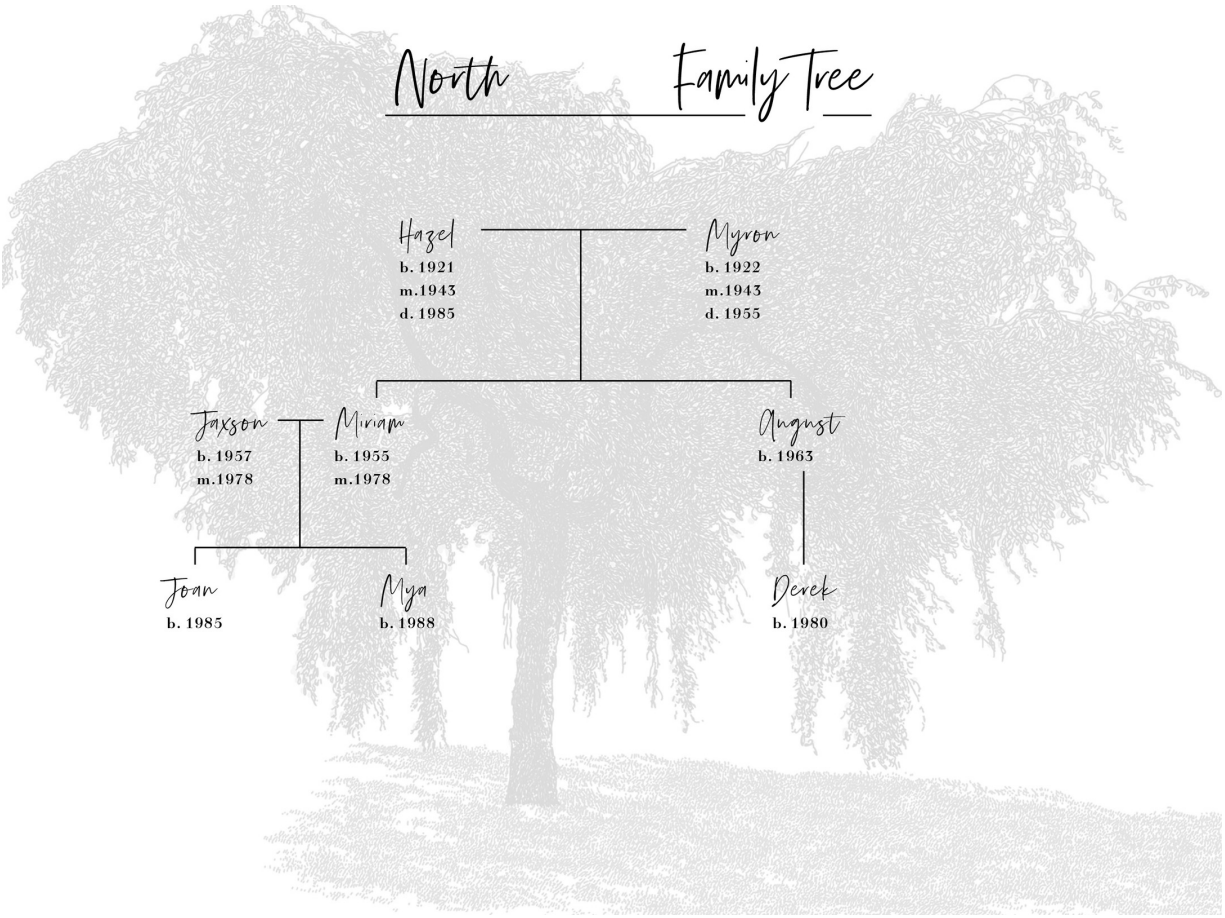 North Family Tree
Hazel
b. 1921
m.1943
d. 1985
Myron
b. 1922
m.1943
d. 1955
Jaxson
b. 1957
m.1978
Miriam
b. 1955
m.1978
August
b. 1963
Joan
b. 1985
Mya
b. 1988
Derek
b. 1980